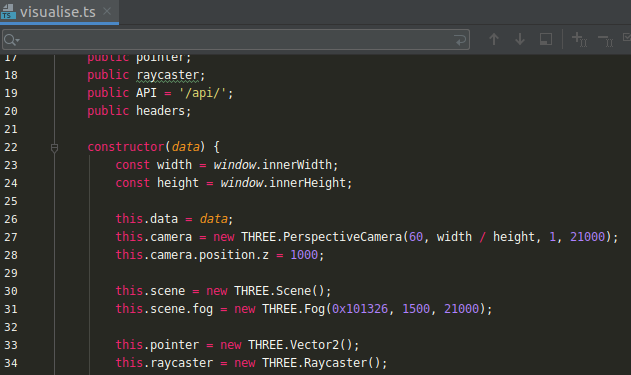 visualise.ts
17 public pointer;
18 public raycaster;
19 public API = '/api/';
20 public headers;
21
22 constructor(data) {
23 const width = window.innerWidth;
24 const height = window.innerHeight;
25
26 this.data = data;
27 this.camera = new THREE.PerspectiveCamera(60, width / height, 1, 21000);
28 this.camera.position.z = 1000;
29
30 this.scene = new THREE.Scene();
31 this.scene.fog = new THREE.Fog(0x101326, 1500, 21000);
32
33 this.pointer = new THREE.Vector2();
34 this.raycaster = new THREE.Raycaster();